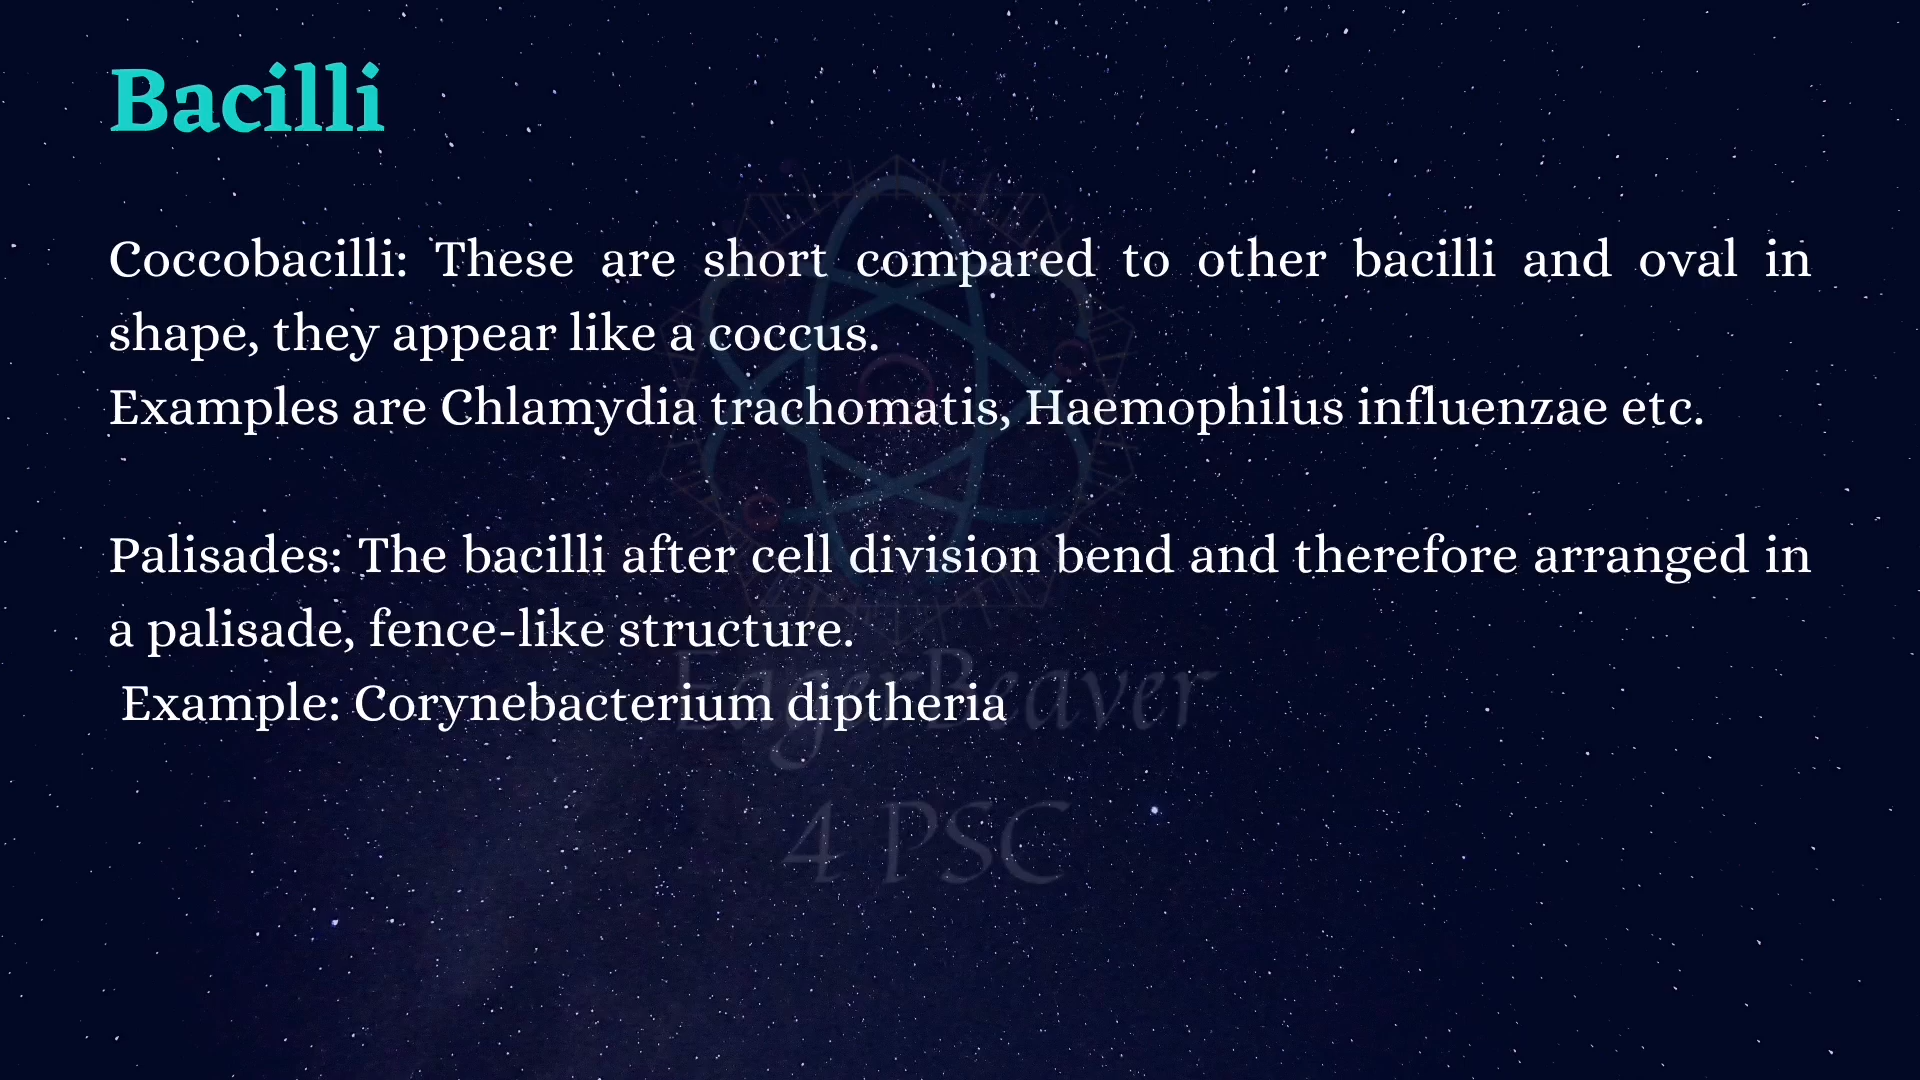 Bacilli
Coccobacilli: These are short compared to other bacilli and oval in
shape, they appear like a coccus.
Examples are Chlamydia trachomatis, Haemophilus influenzae etc.
Palisades: The bacilli after cell division bend and therefore arranged in
a palisade, fence-like structure.
Example: Corynebacterium diptheria
EagerBeaver
4 PSC